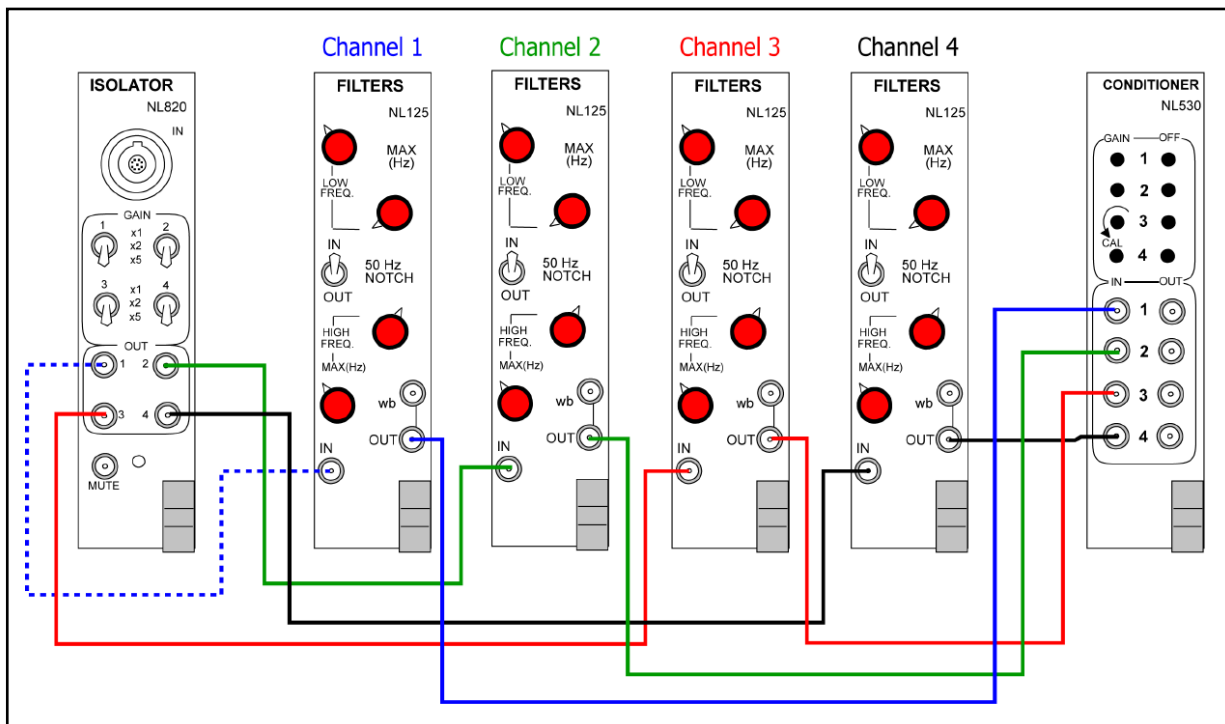 Channel 1
Channel 2
Channel 3
Channel 4
ISOLATOR
NL820
IN
GAIN
1
x1
2
x2
x5
3
x1
4
x2
x5
OUT
1
2
3
4
MUTE
FILTERS
NL125
MAX
(Hz)
LOW
FREQ.
IN
50 Hz
NOTCH
OUT
HIGH
FREQ.
MAX(Hz)
wb
OUT
IN
FILTERS
NL125
MAX
(Hz)
LOW
FREQ.
IN
50 Hz
NOTCH
OUT
HIGH
FREQ.
MAX(Hz)
wb
OUT
IN
FILTERS
NL125
MAX
(Hz)
LOW
FREQ.
IN
50 Hz
NOTCH
OUT
HIGH
FREQ.
MAX(Hz)
wb
OUT
IN
FILTERS
NL125
MAX
(Hz)
LOW
FREQ.
IN
50 Hz
NOTCH
OUT
HIGH
FREQ.
MAX(Hz)
wb
OUT
IN
CONDITIONER
NL530
GAIN OFF
1
2
3
CAL
4
IN OUT
1
2
3
4